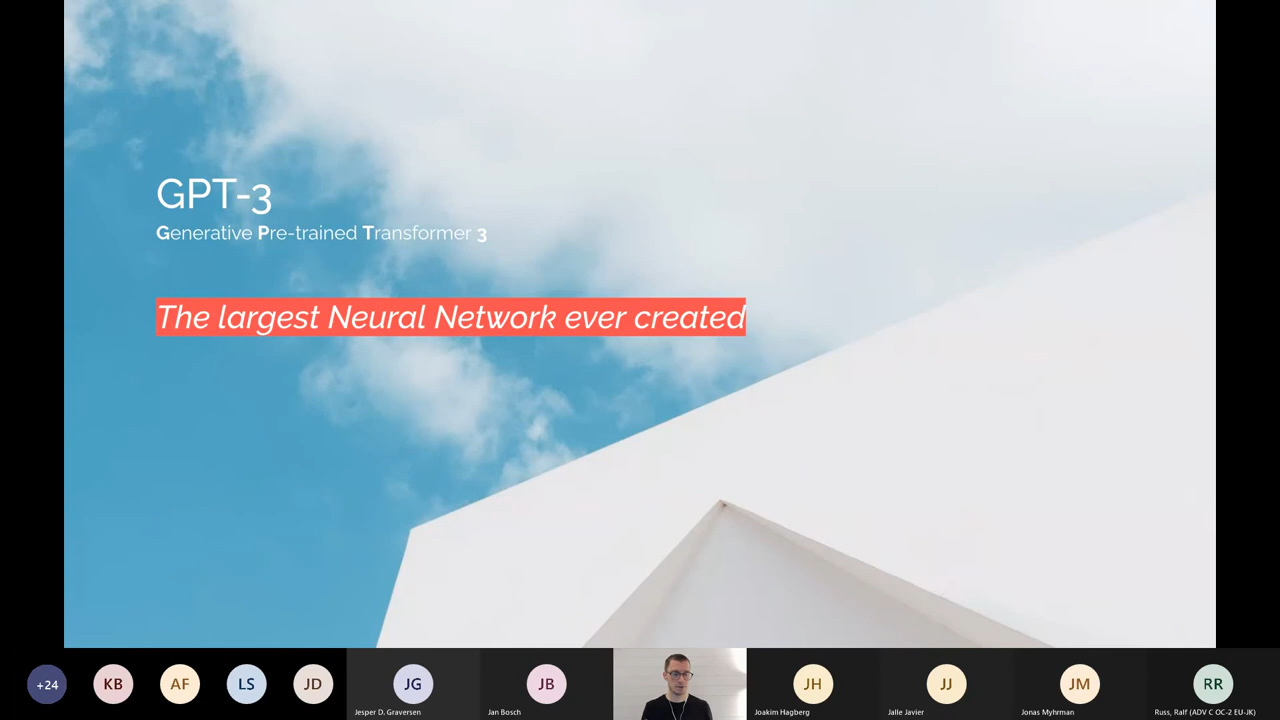 GPT-3
Generative Pre-trained Transformer 3
The largest Neural Network ever created
+24
KB
AF
LS
JD
JG
JB
JH
JJ
JM
RR
Jesper D. Graversen
Jan Bosch
Joakim Hagberg
Jalle Javier
Jonas Myhrman
Russ, Ralf (ADV C OC-2 EU-JK)